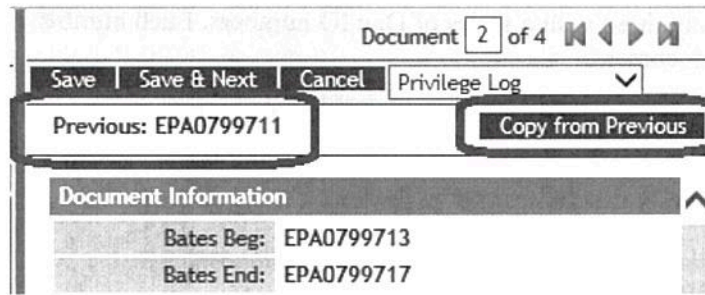 Document 2 of 4
Save Save & Next Cancel Privilege Log
Previous: EPA0799711 Copy from Previous
Document Information
Bates Beg: EPA0799713
Bates End: EPA0799717